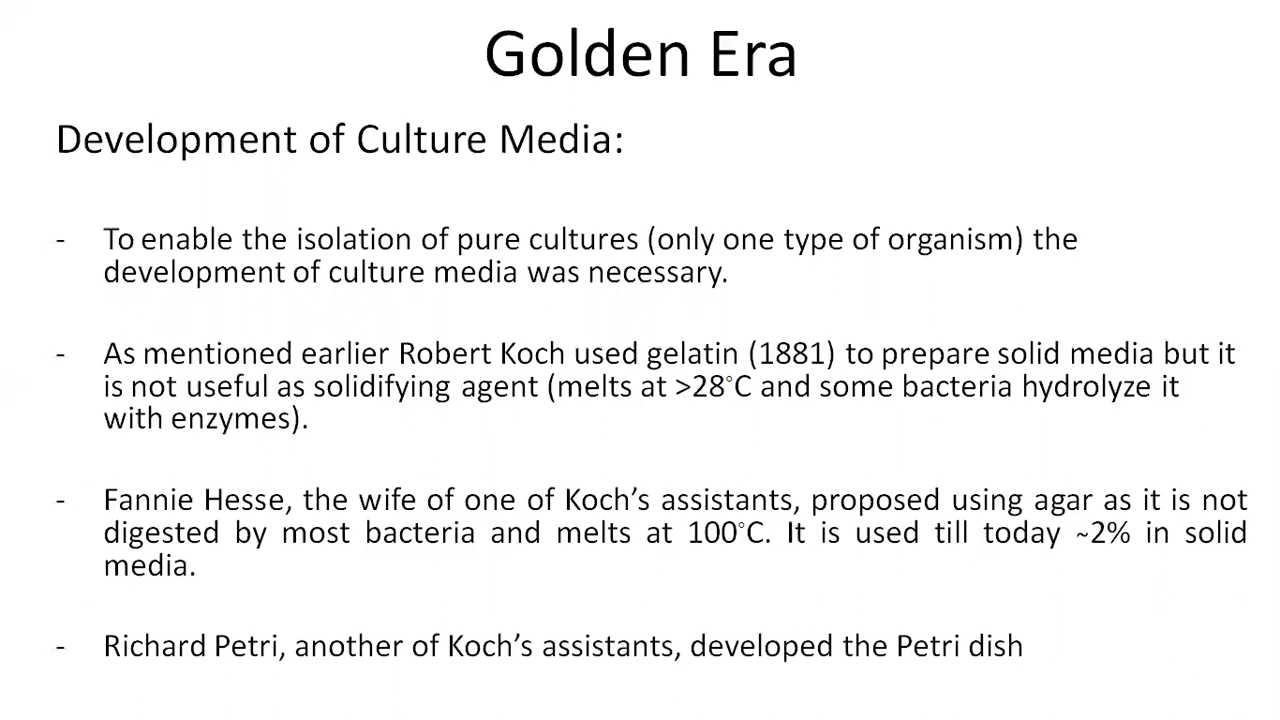 Golden Era
Development of Culture Media:
- To enable the isolation of pure cultures (only one type of organism) the
development of culture media was necessary.
- As mentioned earlier Robert Koch used gelatin (1881) to prepare solid media but it
is not useful as solidifying agent (melts at >28°C and some bacteria hydrolyze it
with enzymes).
- Fannie Hesse, the wife of one of Koch’s assistants, proposed using agar as it is not
digested by most bacteria and melts at 100°C. It is used till today ~2% in solid
media.
- Richard Petri, another of Koch’s assistants, developed the Petri dish